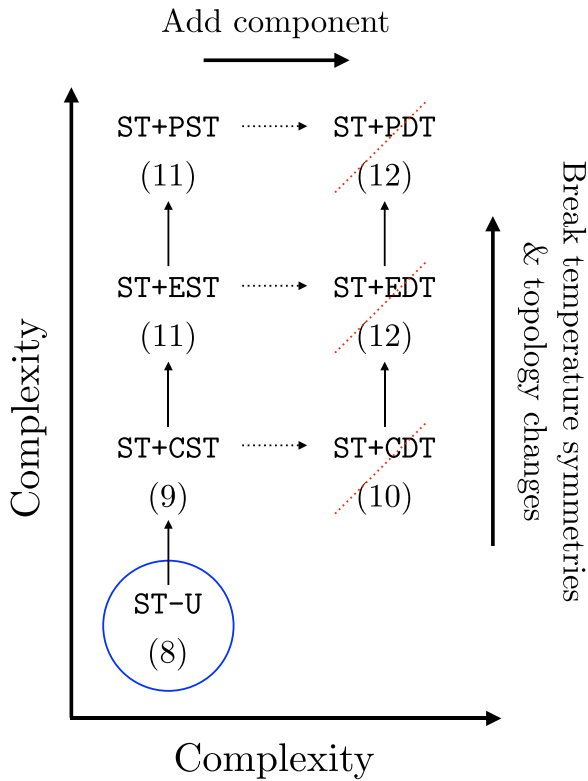 Add component
ST+PST ST+PDT
(11) (12)
ST+EST ST+EDT
(11) (12)
ST+CST ST+CDT
(9) (10)
ST-U
(8)
Complexity
Complexity
Break temperature symmetries
& topology changes